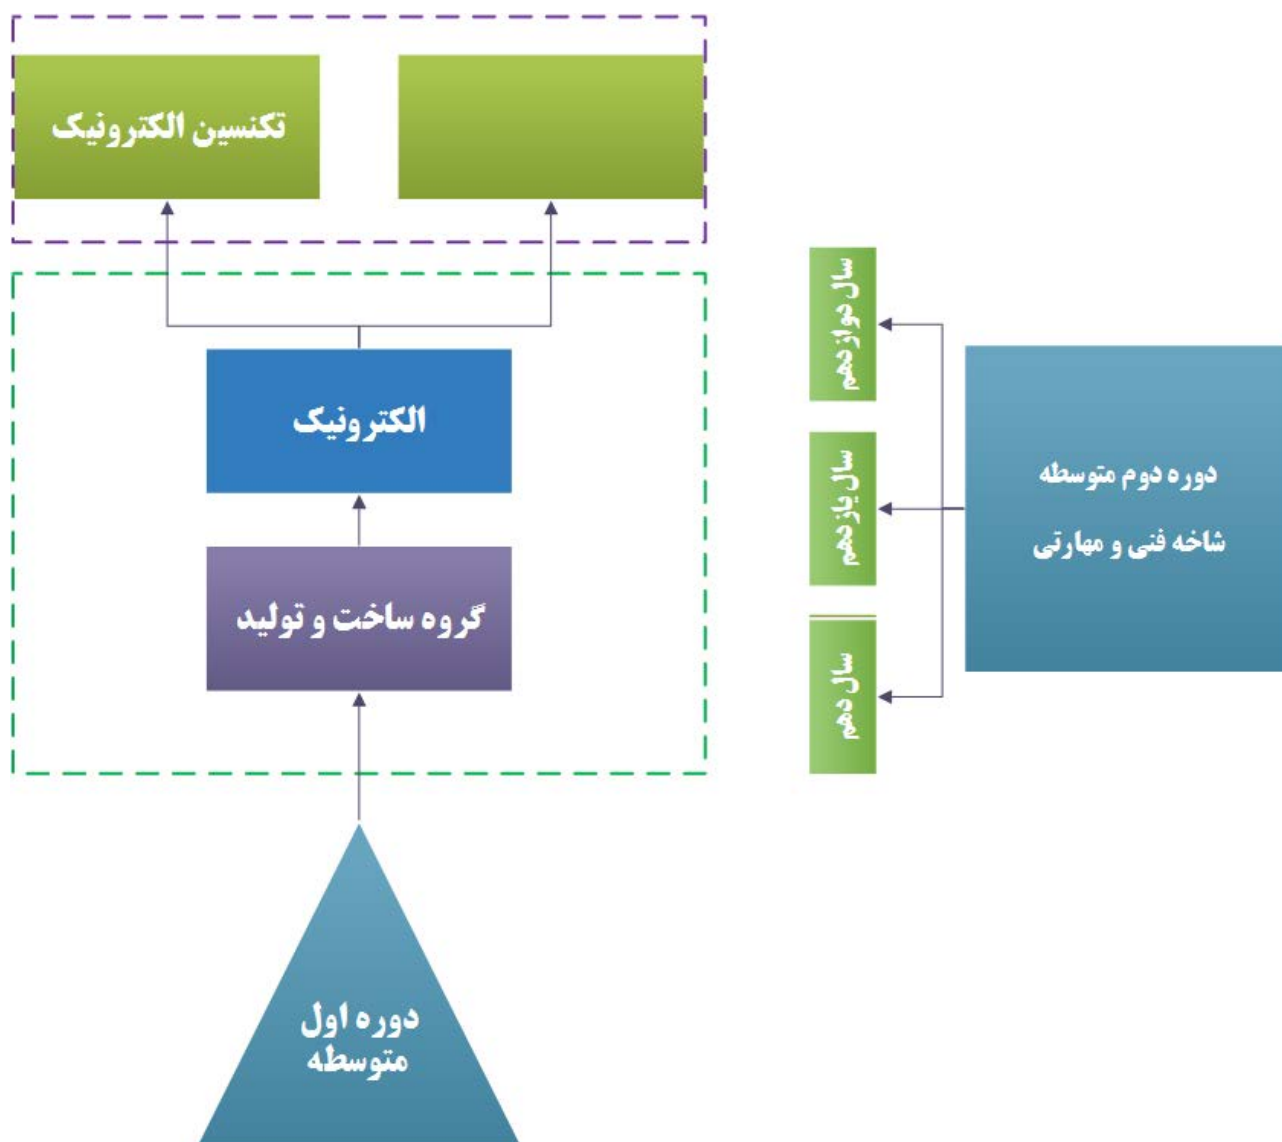 تکنسین الکترونیک
الکترونیک
گروه ساخت و تولید
دوره اول
متوسطه
سال دوازدهم
سال یازدهم
سال دهم
دوره دوم متوسطه
شاخه فنی و مهارتی